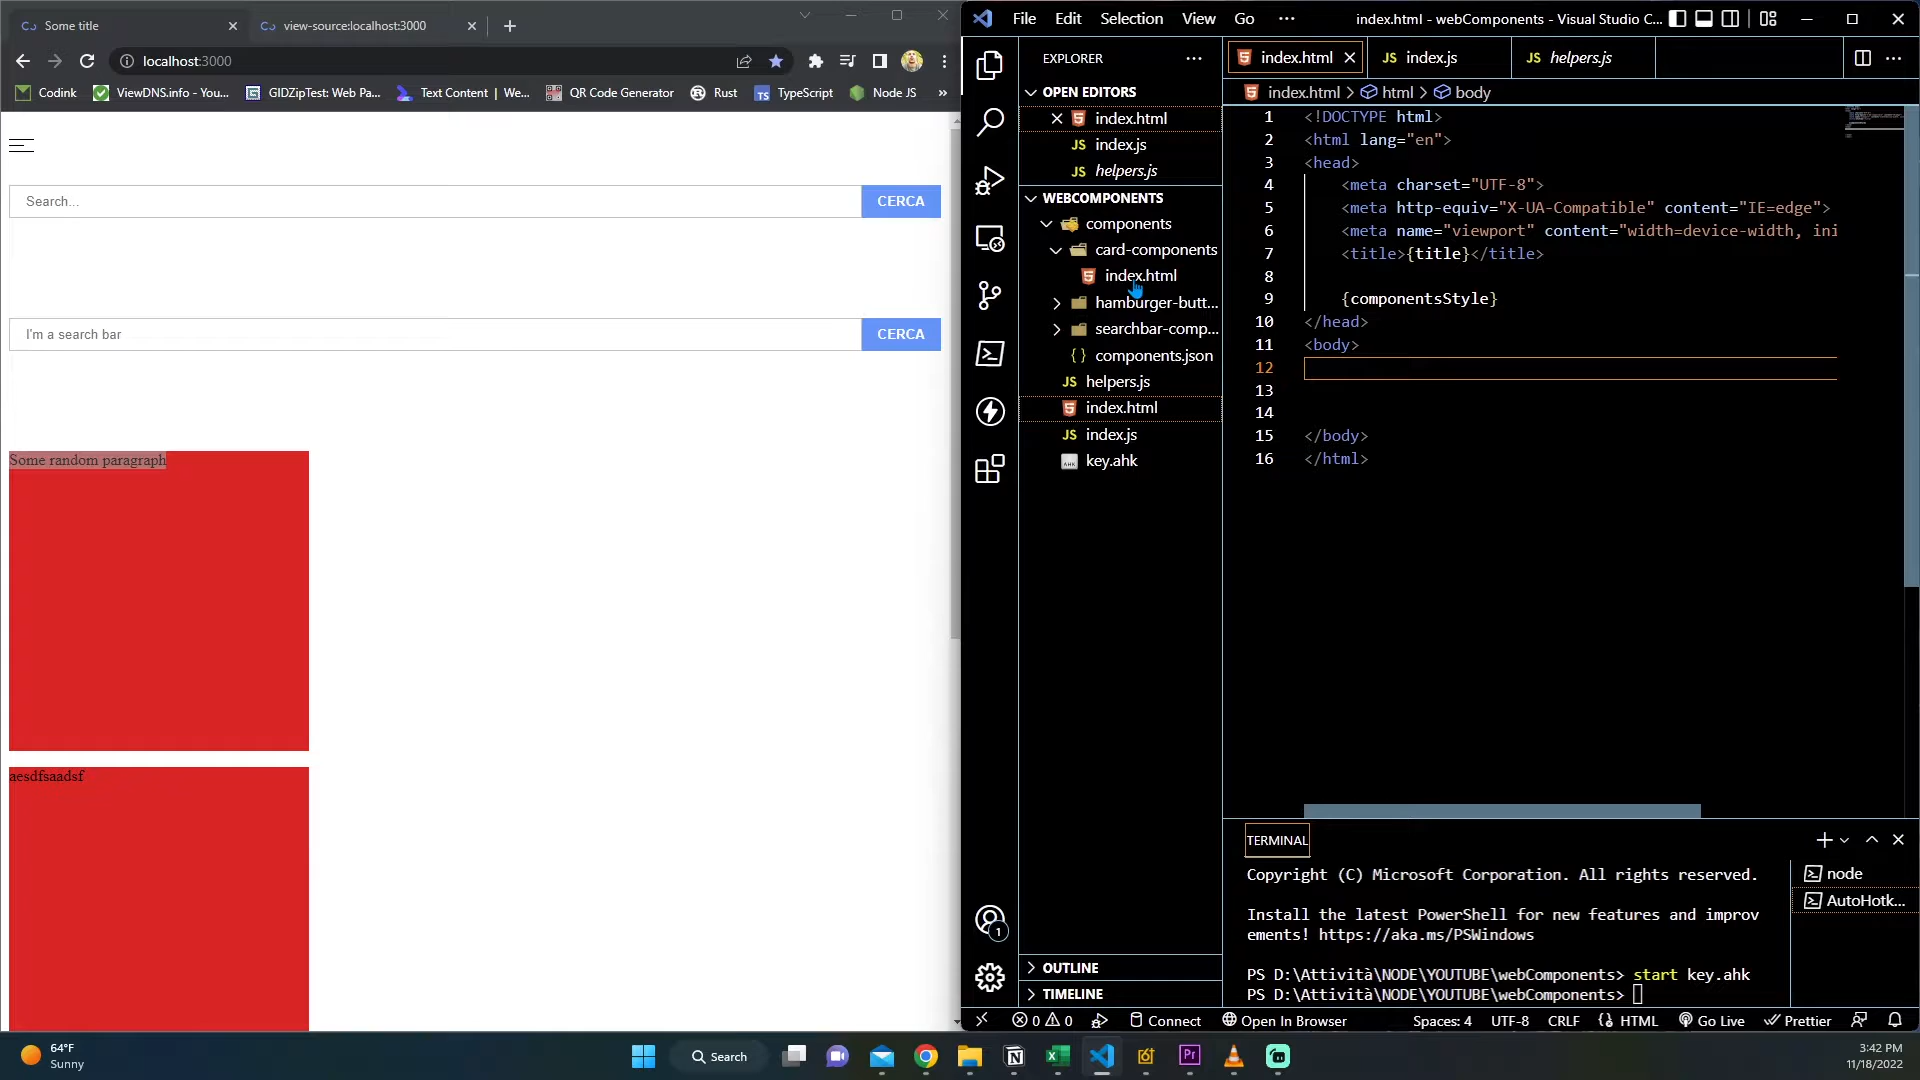 Some title
view-source:localhost:3000
localhost:3000
Codink
ViewDNS.info - You...
GIDZipTest: Web Pa...
Text Content | We...
QR Code Generator
Rust
TypeScript
Node JS
»
Search...
CERCA
I'm a search bar
CERCA
Some random paragraph
aesdfsaadsf
File Edit Selection View Go ···
index.html - webComponents - Visual Studio C...
EXPLORER
OPEN EDITORS
index.html
JS index.js
JS helpers.js
WEBCOMPONENTS
components
card-components
index.html
hamburger-butt...
searchbar-comp...
{ } components.json
JS helpers.js
index.html
JS index.js
key.ahk
OUTLINE
TIMELINE
index.html
JS index.js
JS helpers.js
index.html > html > body
1 <!DOCTYPE html>
2 <html lang="en">
3 <head>
4 <meta charset="UTF-8">
5 <meta http-equiv="X-UA-Compatible" content="IE=edge">
6 <meta name="viewport" content="width=device-width, ini
7 <title>{title}</title>
8
9 {componentsStyle}
10 </head>
11 <body>
12
13
14
15 </body>
16 </html>
TERMINAL
Copyright (C) Microsoft Corporation. All rights reserved.
Install the latest PowerShell for new features and improv
ements! https://aka.ms/PSWindows
PS D:\Attività\NODE\YOUTUBE\webComponents> start key.ahk
PS D:\Attività\NODE\YOUTUBE\webComponents>
node
AutoHotk...
1
0 0 Connect Open In Browser Spaces: 4 UTF-8 CRLF HTML Go Live Prettier
64°F
Sunny
Search
3:42 PM
11/18/2022